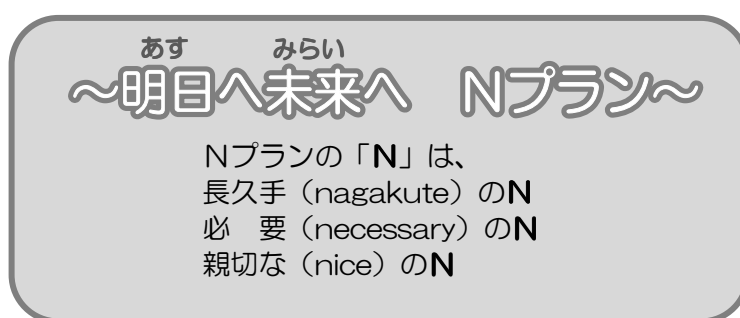 あす みらい
～明日へ未来へ　Nプラン～
Nプランの「N」は、
長久手（nagakute）のN
必　要（necessary）のN
親切な（nice）のN